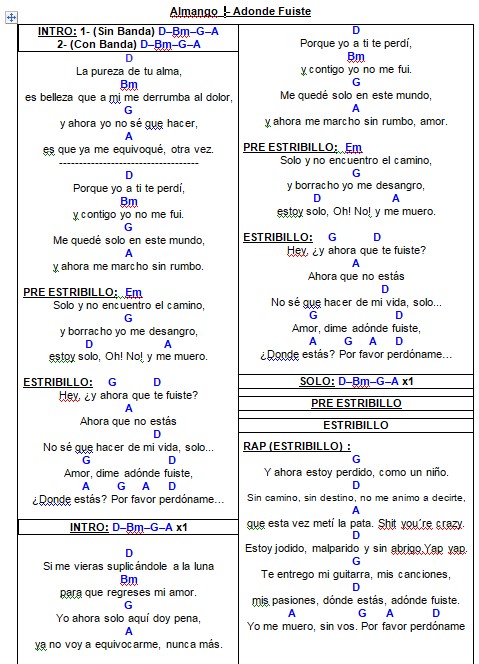 Almango !- Adonde Fuiste
INTRO: 1- (Sin Banda) D–Bm–G–A
2- (Con Banda) D–Bm–G–A
D
La pureza de tu alma,
Bm
es belleza que a mi me derrumba al dolor,
G
y ahora yo no sé que hacer,
A
es que ya me equivoqué, otra vez.
-----------------------------------
D
Porque yo a ti te perdí,
Bm
y contigo yo no me fui.
G
Me quedé solo en este mundo,
A
y ahora me marcho sin rumbo.
PRE ESTRIBILLO: Em
Solo y no encuentro el camino,
G
y borracho yo me desangro,
D A
estoy solo, Oh! No! y me muero.
ESTRIBILLO: G D
Hey, ¿y ahora que te fuiste?
A
Ahora que no estás
D
No sé que hacer de mi vida, solo...
G D
Amor, dime adónde fuiste,
A G A D
¿Donde estás? Por favor perdóname...
INTRO: D–Bm–G–A x1
D
Si me vieras suplicándole a la luna
Bm
para que regreses mi amor.
G
Yo ahora solo aquí doy pena,
A
ya no voy a equivocarme, nunca más.
D
Porque yo a ti te perdí,
Bm
y contigo yo no me fui.
G
Me quedé solo en este mundo,
A
y ahora me marcho sin rumbo, amor.
PRE ESTRIBILLO: Em
Solo y no encuentro el camino,
G
y borracho yo me desangro,
D A
estoy solo, Oh! No! y me muero.
ESTRIBILLO: G D
Hey, ¿y ahora que te fuiste?
A
Ahora que no estás
D
No sé que hacer de mi vida, solo...
G D
Amor, dime adónde fuiste,
A G A D
¿Donde estás? Por favor perdóname...
SOLO: D–Bm–G–A x1
PRE ESTRIBILLO
ESTRIBILLO
RAP (ESTRIBILLO) :
G
Y ahora estoy perdido, como un niño.
D
Sin camino, sin destino, no me animo a decirte,
A
que esta vez metí la pata. Shit you´re crazy.
D
Estoy jodido, malparido y sin abrigo.Yap yap.
G
Te entrego mi guitarra, mis canciones,
D
mis pasiones, dónde estás, adónde fuiste.
A G A D
Yo me muero, sin vos. Por favor perdóname